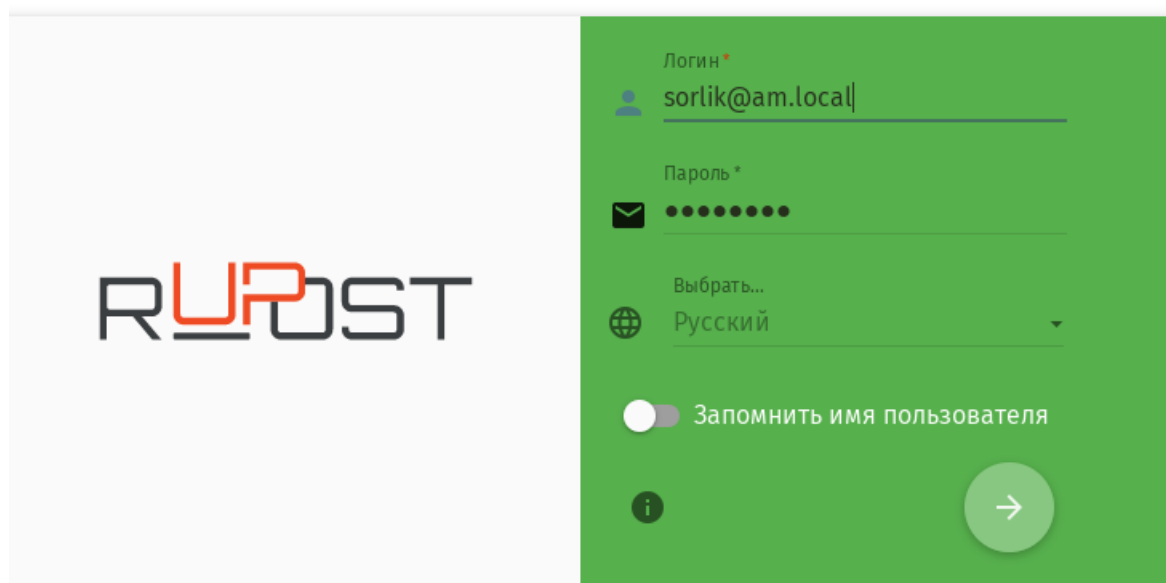 RUPOST
Логин *
sorlik@am.local
Пароль *
••••••••
Выбрать...
Русский
Запомнить имя пользователя